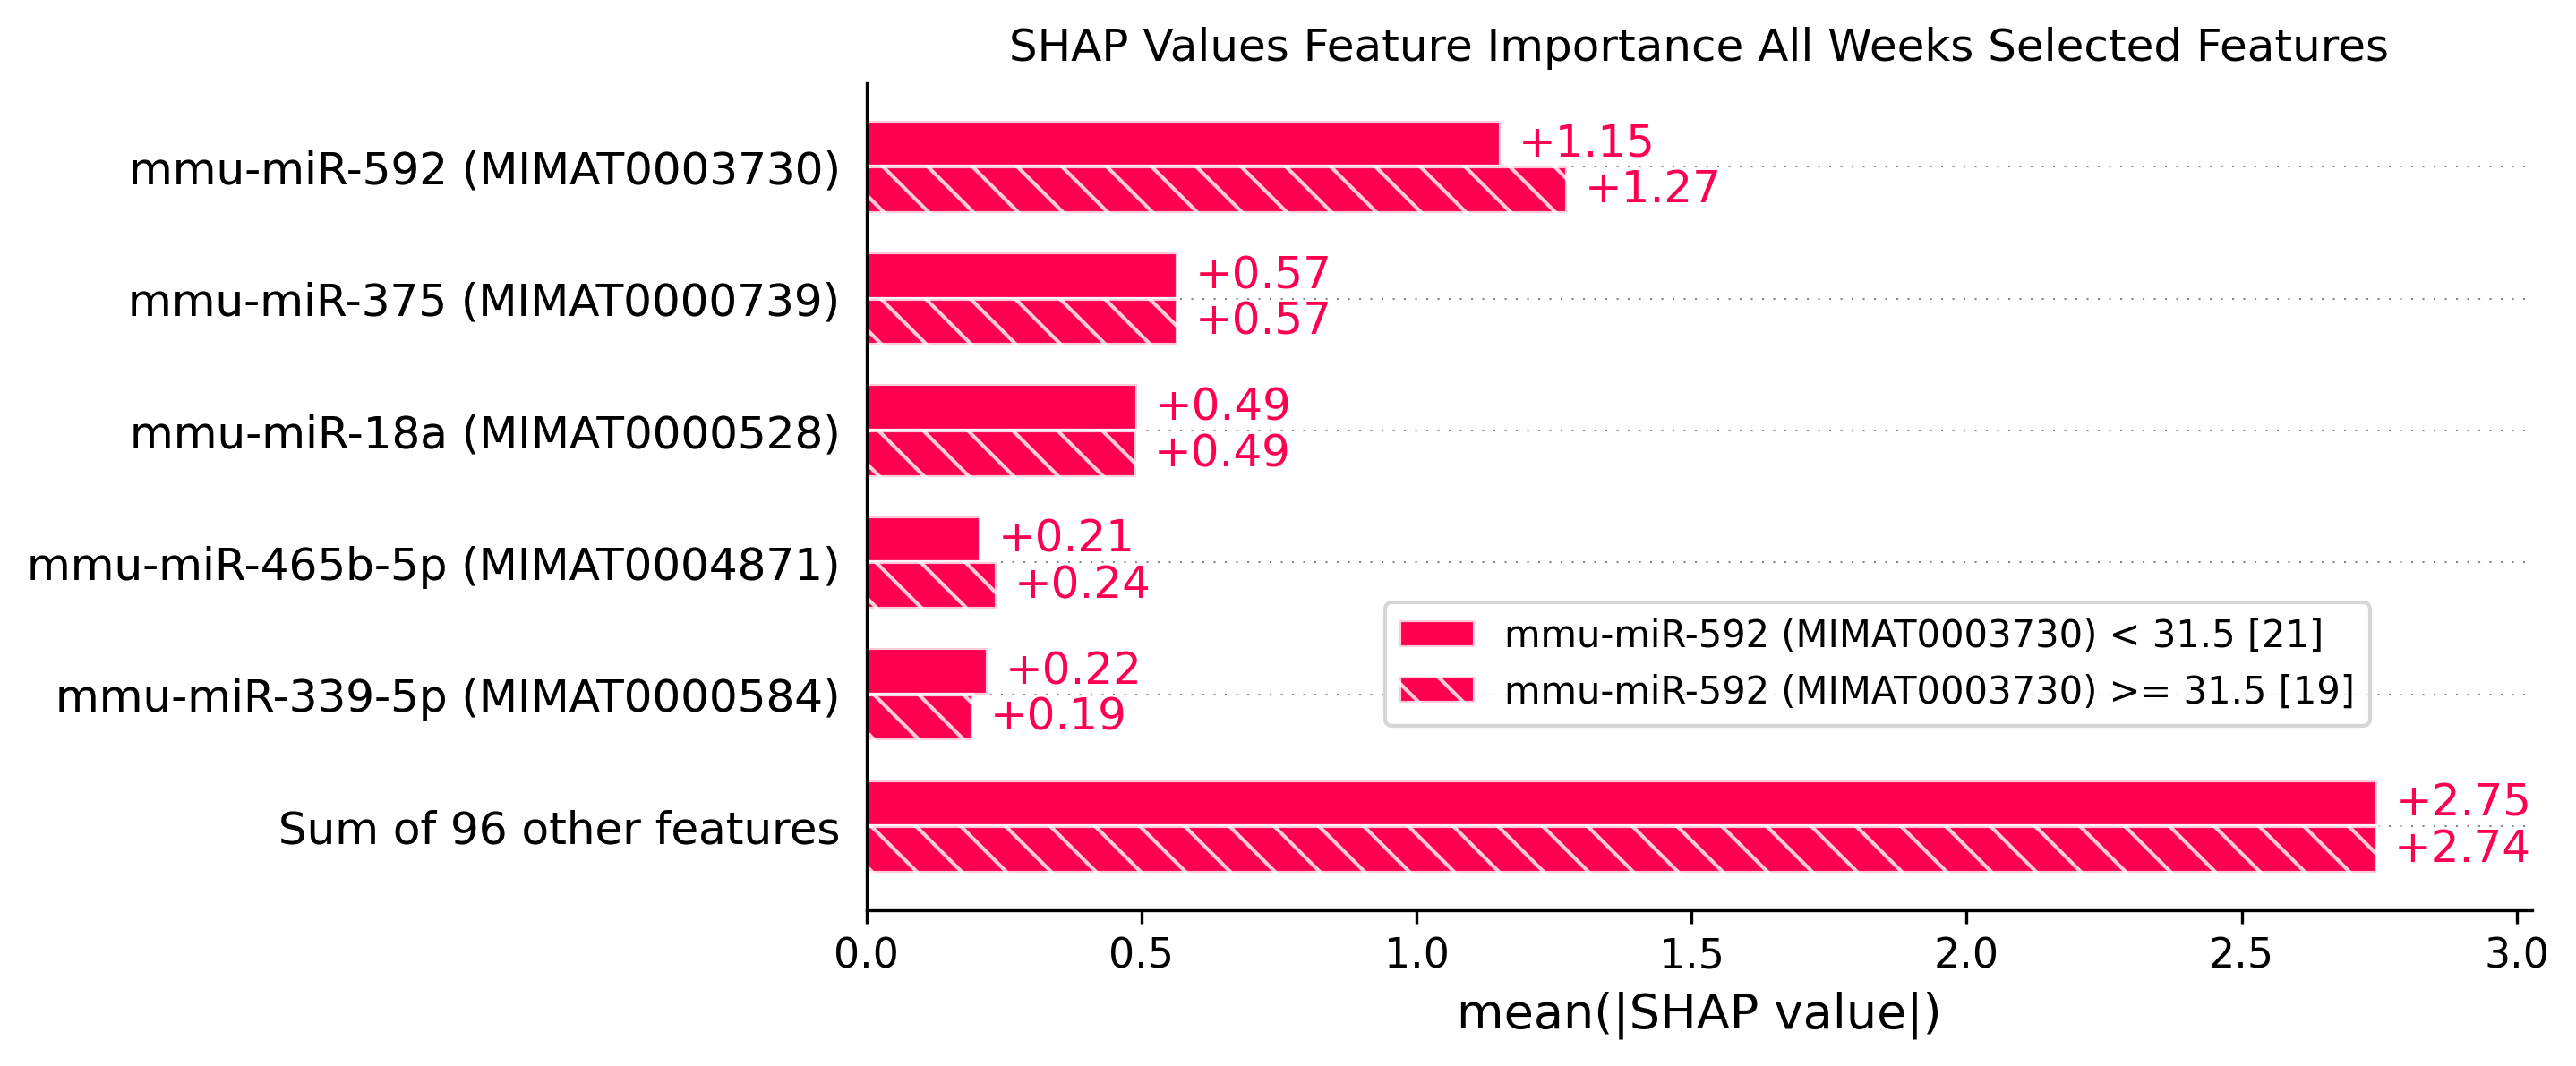 SHAP Values Feature Importance All Weeks Selected Features
mmu-miR-592 (MIMAT0003730)
+1.15
+1.27
mmu-miR-375 (MIMAT0000739)
+0.57
+0.57
mmu-miR-18a (MIMAT0000528)
+0.49
+0.49
mmu-miR-465b-5p (MIMAT0004871)
+0.21
+0.24
mmu-miR-339-5p (MIMAT0000584)
+0.22
+0.19
mmu-miR-592 (MIMAT0003730) < 31.5 [21]
mmu-miR-592 (MIMAT0003730) >= 31.5 [19]
Sum of 96 other features
+2.75
+2.74
0.0 0.5 1.0 1.5 2.0 2.5 3.0
mean(|SHAP value|)